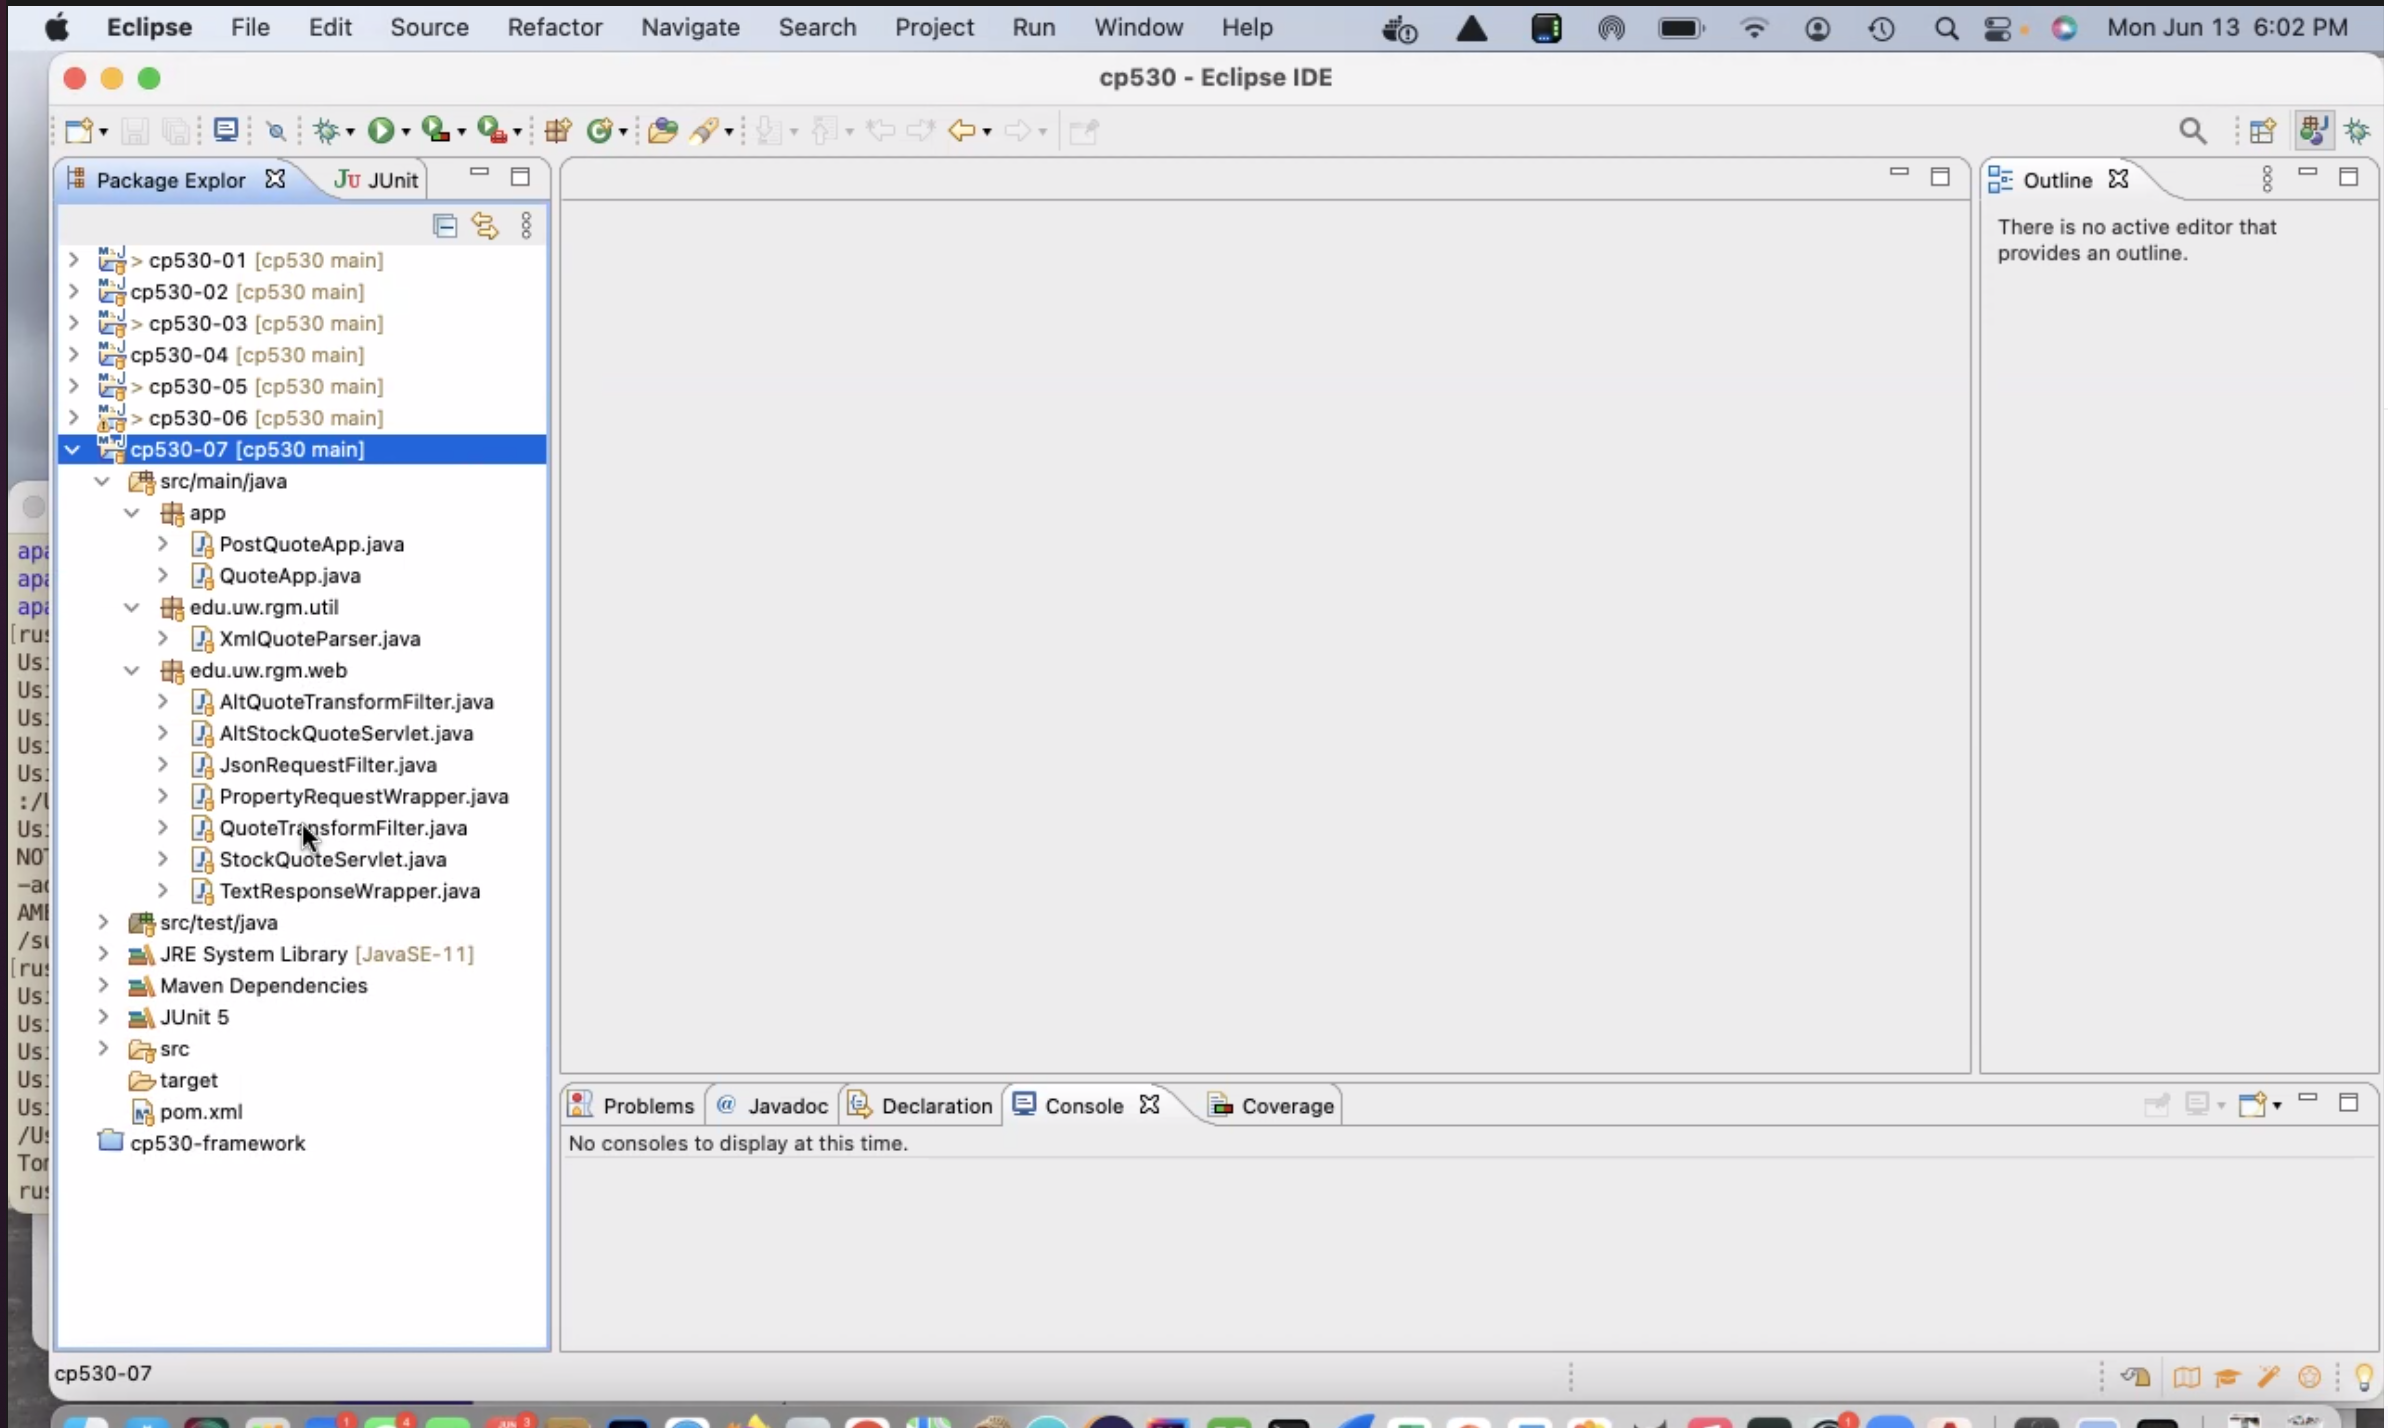 Eclipse File Edit Source Refactor Navigate Search Project Run Window Help Mon Jun 13 6:02 PM
cp530 - Eclipse IDE
Package Explor JU JUnit
Outline
There is no active editor that
provides an outline.
> cp530-01 [cp530 main]
cp530-02 [cp530 main]
> cp530-03 [cp530 main]
cp530-04 [cp530 main]
> cp530-05 [cp530 main]
> cp530-06 [cp530 main]
cp530-07 [cp530 main]
src/main/java
app
PostQuoteApp.java
QuoteApp.java
edu.uw.rgm.util
XmlQuoteParser.java
edu.uw.rgm.web
AltQuoteTransformFilter.java
AltStockQuoteServlet.java
JsonRequestFilter.java
PropertyRequestWrapper.java
QuoteTransformFilter.java
StockQuoteServlet.java
TextResponseWrapper.java
src/test/java
JRE System Library [JavaSE-11]
Maven Dependencies
JUnit 5
src
target
pom.xml
cp530-framework
Problems @ Javadoc Declaration Console Coverage
No consoles to display at this time.
cp530-07